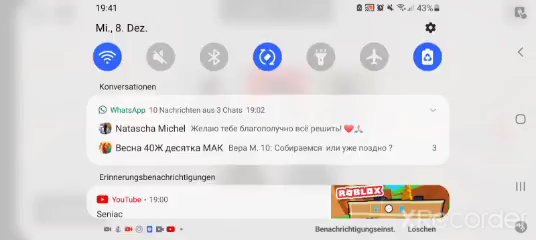 19:41
43%
Mi., 8. Dez.
Konversationen
WhatsApp 10 Nachrichten aus 3 Chats 19:02
Natascha Michel Желаю тебе благополучно всё решить! ❤️🙏🏻
Весна 40Ж десятка МАК Вера М. 10: Собираемся или уже поздно ? 3
Erinnerungsbenachrichtigungen
YouTube • 19:00
Seniac
ROBLOX
XRecorder
Benachrichtigungseinst. Löschen